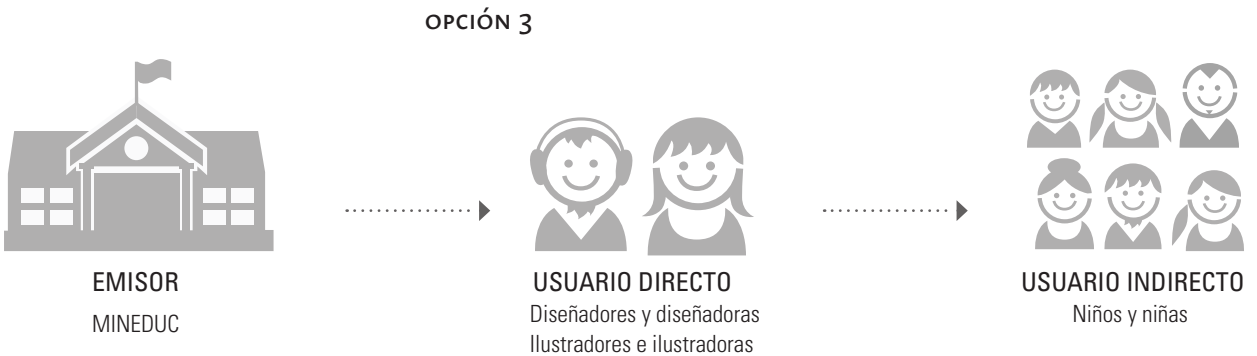 OPCIÓN 3
EMISOR
MINEDUC
USUARIO DIRECTO
Diseñadores y diseñadoras
Ilustradores e ilustradoras
USUARIO INDIRECTO
Niños y niñas